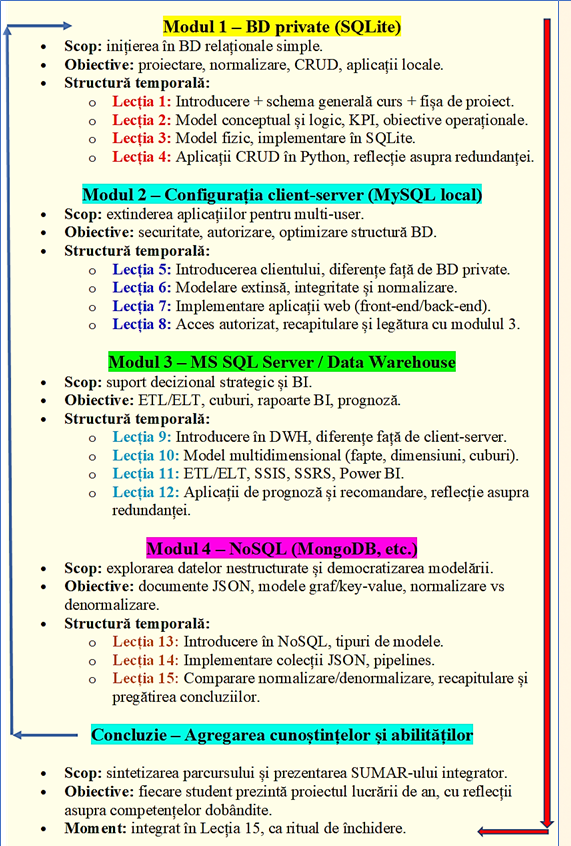 Modul 1 – BD private (SQLite)
• Scop: inițierea în BD relaționale simple.
• Obiective: proiectare, normalizare, CRUD, aplicații locale.
• Structură temporală:
o Lecția 1: Introducere + schema generală curs + fișa de proiect.
o Lecția 2: Model conceptual și logic, KPI, obiective operaționale.
o Lecția 3: Model fizic, implementare în SQLite.
o Lecția 4: Aplicații CRUD în Python, reflecție asupra redundanței.
Modul 2 – Configurația client-server (MySQL local)
• Scop: extinderea aplicațiilor pentru multi-user.
• Obiective: securitate, autorizare, optimizare structură BD.
• Structură temporală:
o Lecția 5: Introducerea clientului, diferențe față de BD private.
o Lecția 6: Modelare extinsă, integritate și normalizare.
o Lecția 7: Implementare aplicații web (front-end/back-end).
o Lecția 8: Acces autorizat, recapitulare și legătura cu modulul 3.
Modul 3 – MS SQL Server / Data Warehouse
• Scop: suport decizional strategic și BI.
• Obiective: ETL/ELT, cuburi, rapoarte BI, prognoză.
• Structură temporală:
o Lecția 9: Introducere în DWH, diferențe față de client-server.
o Lecția 10: Model multidimensional (fapte, dimensiuni, cuburi).
o Lecția 11: ETL/ELT, SSIS, SSRS, Power BI.
o Lecția 12: Aplicații de prognoză și recomandare, reflecție asupra
redundanței.
Modul 4 – NoSQL (MongoDB, etc.)
• Scop: explorarea datelor nestructurate și democratizarea modelării.
• Obiective: documente JSON, modele graf/key-value, normalizare vs
denormalizare.
• Structură temporală:
o Lecția 13: Introducere în NoSQL, tipuri de modele.
o Lecția 14: Implementare colecții JSON, pipelines.
o Lecția 15: Comparare normalizare/denormalizare, recapitulare și
pregătirea concluziilor.
Concluzie – Agregarea cunoștințelor și abilităților
• Scop: sintetizarea parcursului și prezentarea SUMAR-ului integrator.
• Obiective: fiecare student prezintă proiectul lucrării de an, cu reflecții
asupra competențelor dobândite.
• Moment: integrat în Lecția 15, ca ritual de închidere.